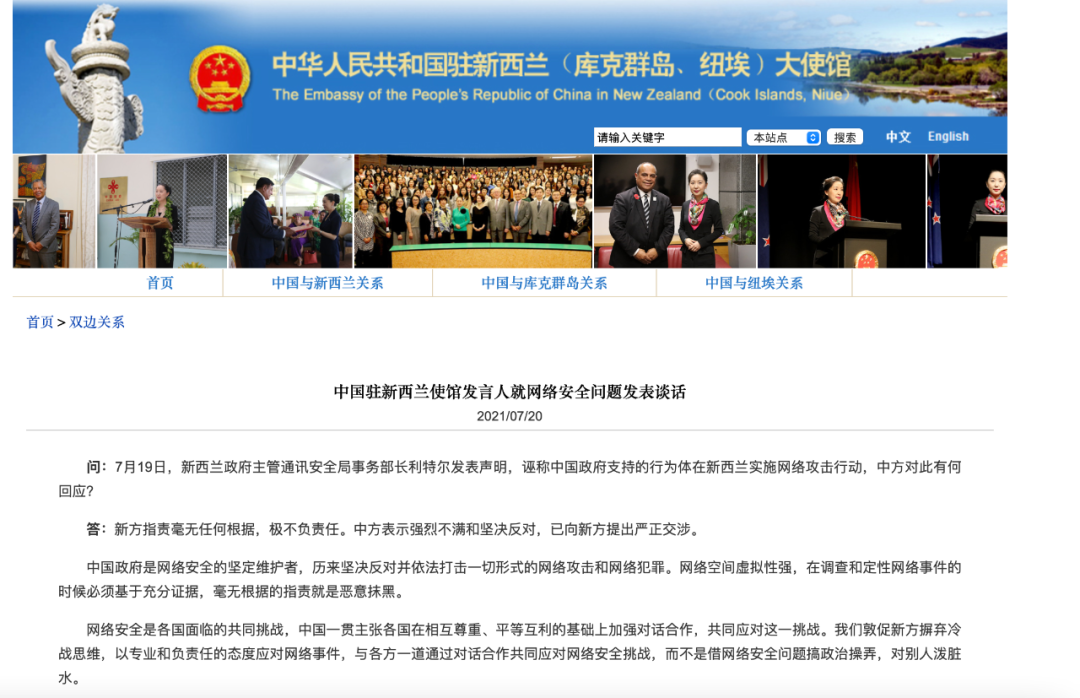 中华人民共和国驻新西兰（库克群岛、纽埃）大使馆
The Embassy of the People's Republic of China in New Zealand（Cook Islands, Niue）
请输入关键字 本站点 搜索 中文 English
首页 中国与新西兰关系 中国与库克群岛关系 中国与纽埃关系
首页 > 双边关系
中国驻新西兰使馆发言人就网络安全问题发表谈话
2021/07/20
问：7月19日，新西兰政府主管通讯安全局事务部长利特尔发表声明，诬称中国政府支持的行为体在新西兰实施网络攻击行动，中方对此有何
回应？
答：新方指责毫无任何根据，极不负责任。中方表示强烈不满和坚决反对，已向新方提出严正交涉。
中国政府是网络安全的坚定维护者，历来坚决反对并依法打击一切形式的网络攻击和网络犯罪。网络空间虚拟性强，在调查和定性网络事件的
时候必须基于充分证据，毫无根据的指责就是恶意抹黑。
网络安全是各国面临的共同挑战，中国一贯主张各国在相互尊重、平等互利的基础上加强对话合作，共同应对这一挑战。我们敦促新方摒弃冷
战思维，以专业和负责任的态度应对网络事件，与各方一道通过对话合作共同应对网络安全挑战，而不是借网络安全问题搞政治操弄，对别人泼脏
水。